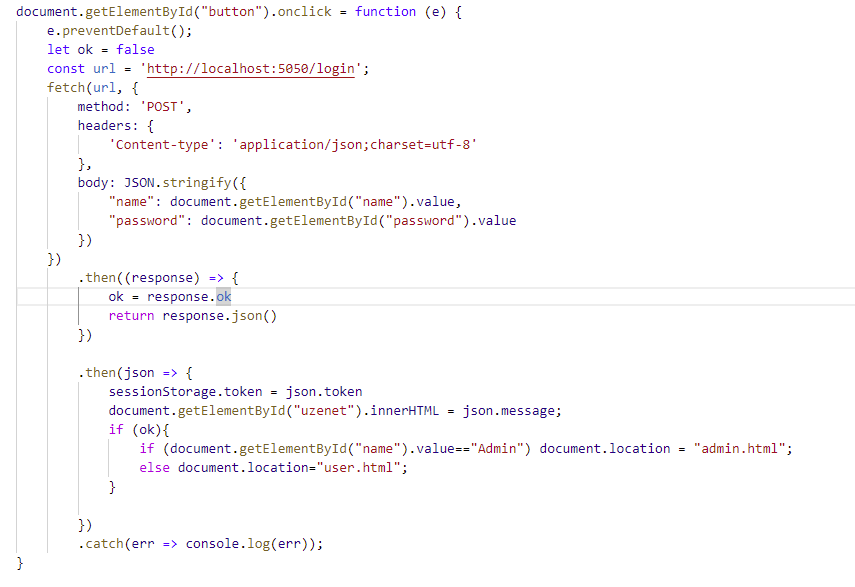 document.getElementById("button").onclick = function (e) {
    e.preventDefault();
    let ok = false
    const url = 'http://localhost:5050/login';
    fetch(url, {
        method: 'POST',
        headers: {
            'Content-type': 'application/json;charset=utf-8'
        },
        body: JSON.stringify({
            "name": document.getElementById("name").value,
            "password": document.getElementById("password").value
        })
    })
        .then((response) => {
            ok = response.ok
            return response.json()
        })

        .then(json => {
            sessionStorage.token = json.token
            document.getElementById("uzenet").innerHTML = json.message;
            if (ok){
                if (document.getElementById("name").value=="Admin") document.location = "admin.html";
                else document.location="user.html";
            }

        })
        .catch(err => console.log(err));
}